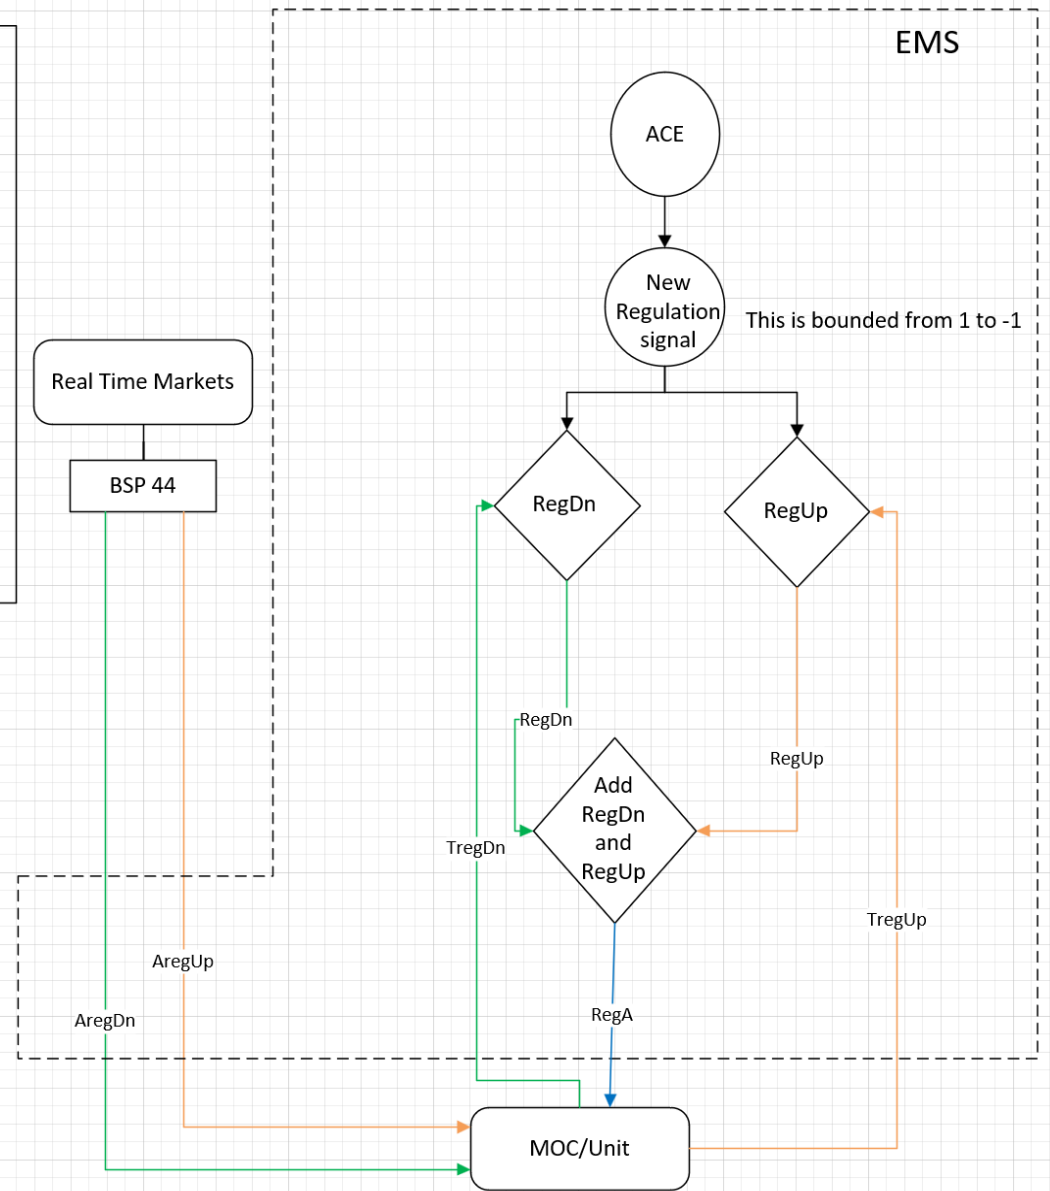 EMS
ACE
New
Regulation
signal
This is bounded from 1 to -1
Real Time Markets
BSP 44
RegDn
RegUp
RegDn
RegUp
Add
RegDn
and
RegUp
TregDn
TregUp
AregUp
RegA
AregDn
MOC/Unit